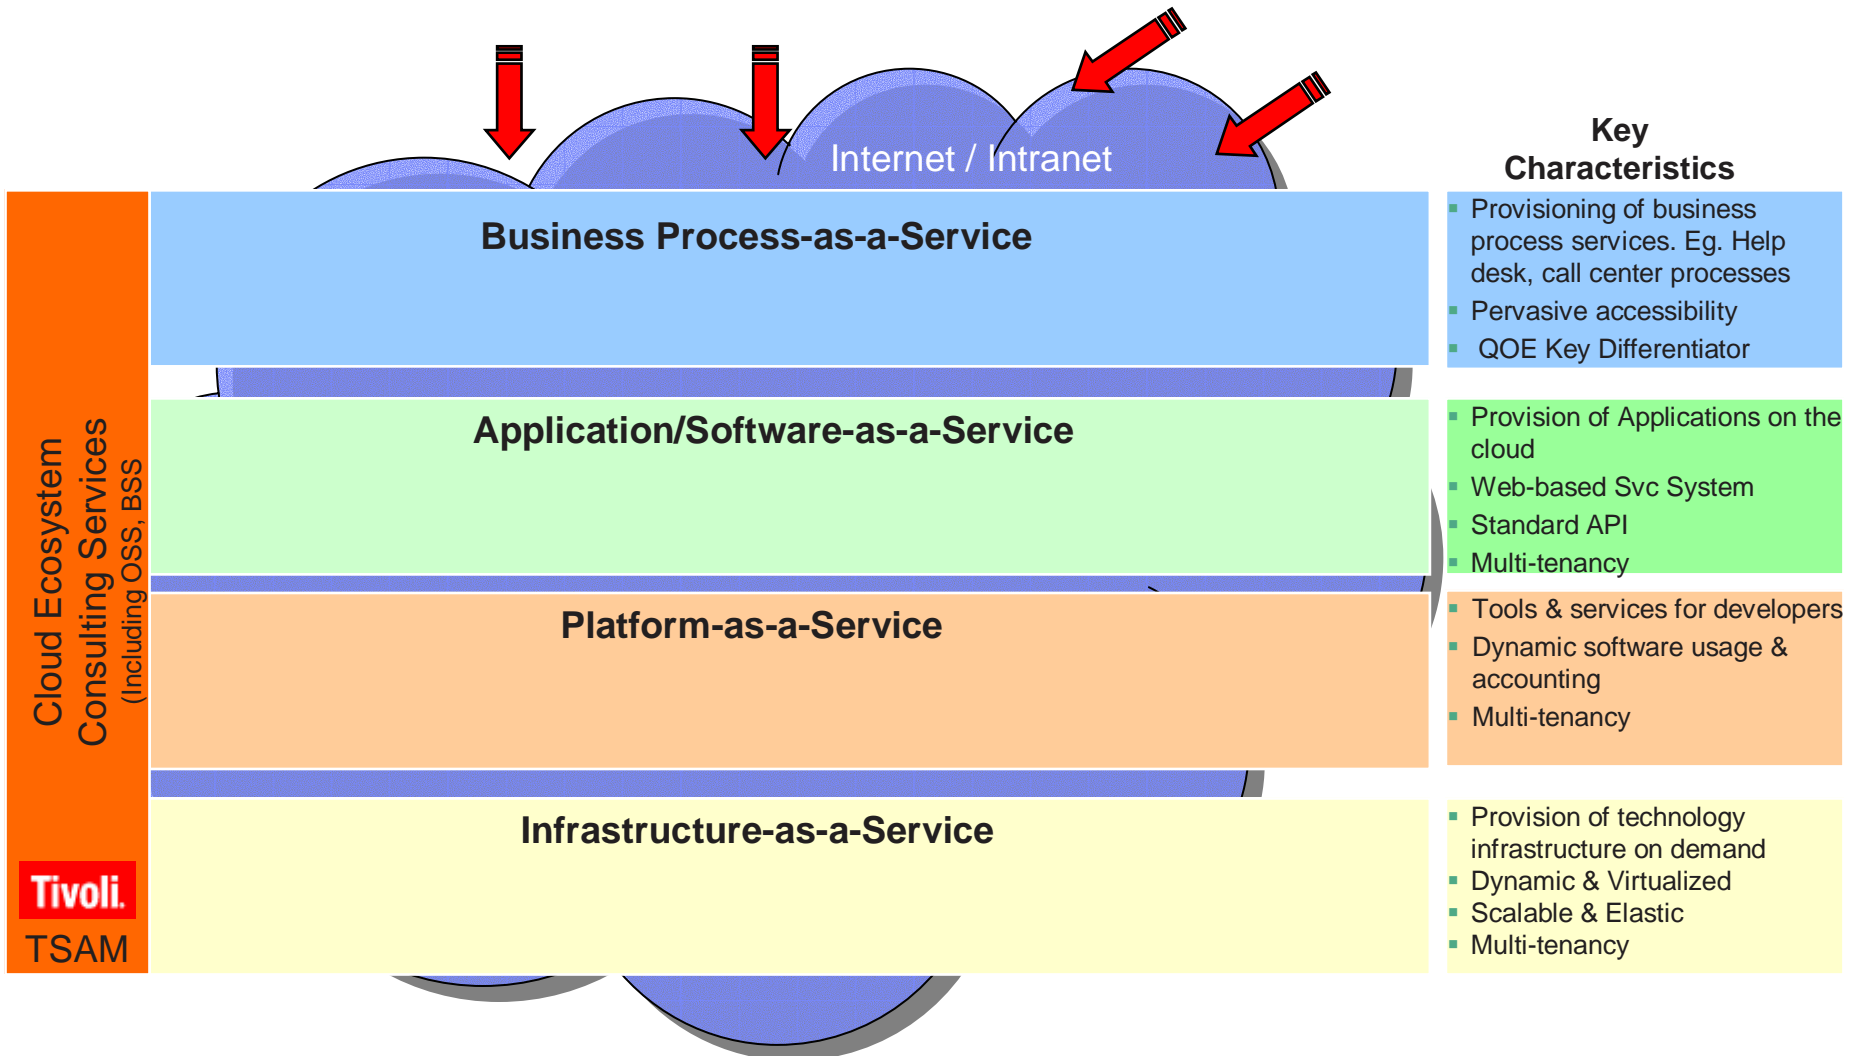 Internet / Intranet
Key
Characteristics
Business Process-as-a-Service
Provisioning of business
process services. Eg. Help
desk, call center processes
Pervasive accessibility
QOE Key Differentiator
Application/Software-as-a-Service
Provision of Applications on the
cloud
Web-based Svc System
Standard API
Multi-tenancy
Platform-as-a-Service
Tools & services for developers
Dynamic software usage &
accounting
Multi-tenancy
Infrastructure-as-a-Service
Provision of technology
infrastructure on demand
Dynamic & Virtualized
Scalable & Elastic
Multi-tenancy
Cloud Ecosystem
Consulting Services
(Including OSS, BSS
Tivoli.
TSAM